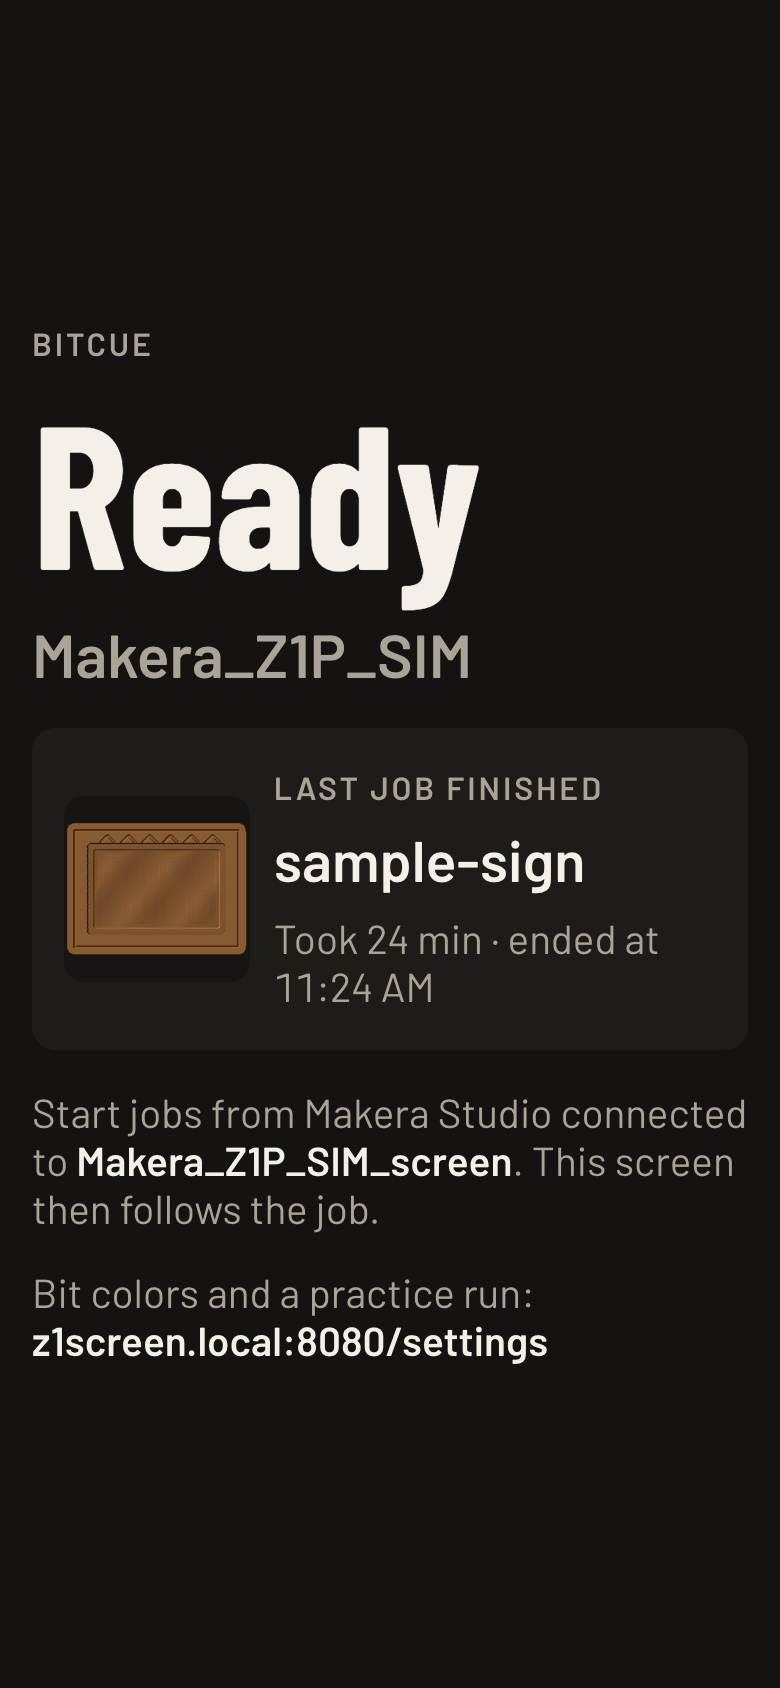 BITCUE
Ready
Makera_Z1P_SIM
LAST JOB FINISHED
sample-sign
Took 24 min · ended at
11:24 AM
Start jobs from Makera Studio connected
to Makera_Z1P_SIM_screen. This screen
then follows the job.
Bit colors and a practice run:
z1screen.local:8080/settings